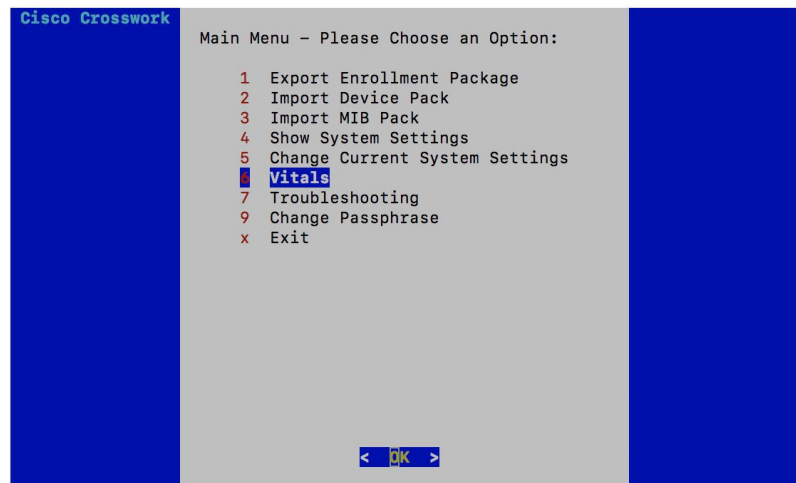 Cisco Crosswork
Main Menu – Please Choose an Option:
1 Export Enrollment Package
2 Import Device Pack
3 Import MIB Pack
4 Show System Settings
5 Change Current System Settings
6 Vitals
7 Troubleshooting
9 Change Passphrase
x Exit
< OK >